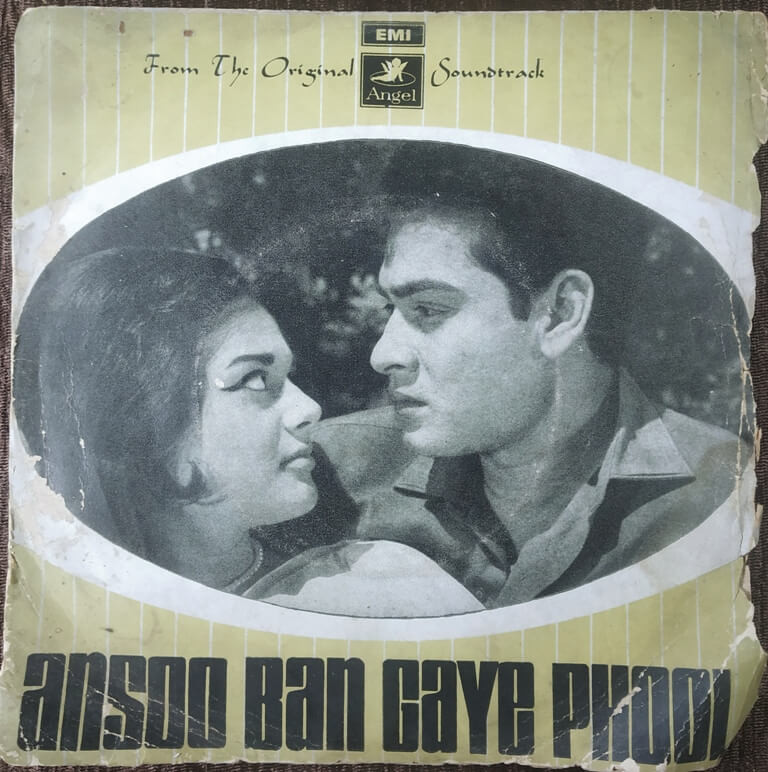 EMI
From The Original Soundtrack
Angel
ANSOO BAN GAYE PHOOL